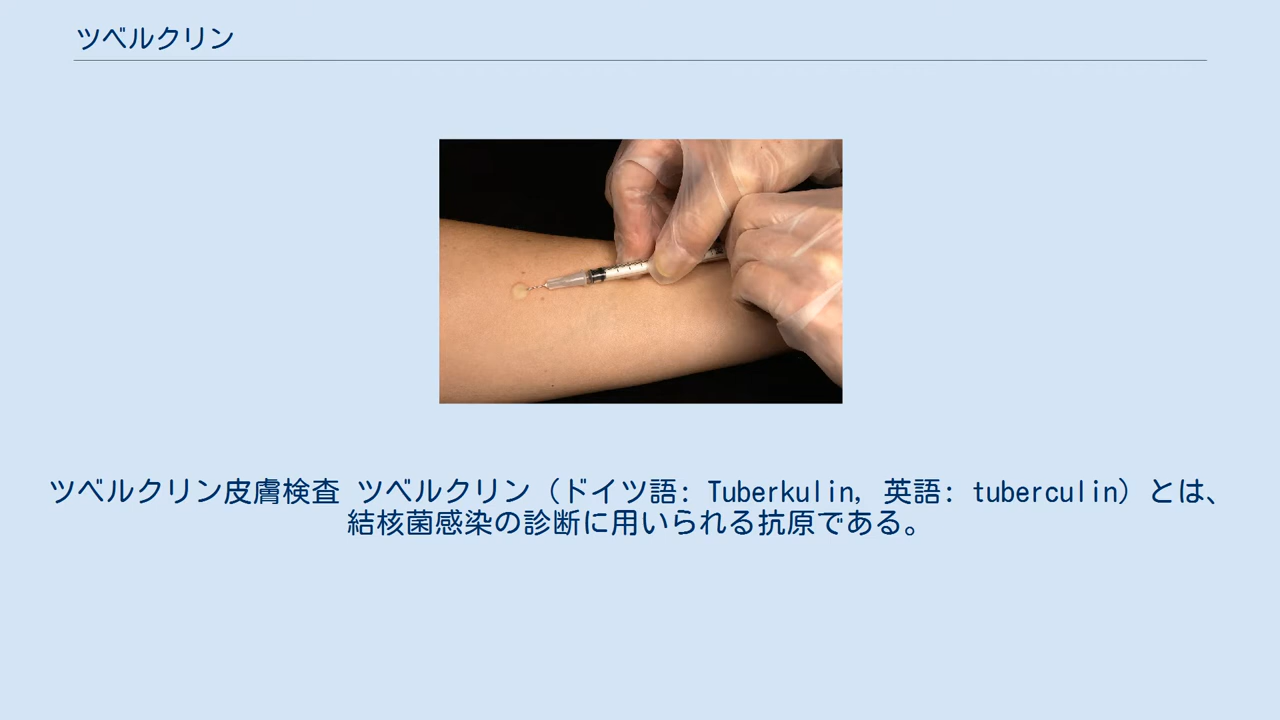 ツベルクリン
ツベルクリン皮膚検査 ツベルクリン（ドイツ語: Tuberkulin, 英語: tuberculin）とは、
結核菌感染の診断に用いられる抗原である。